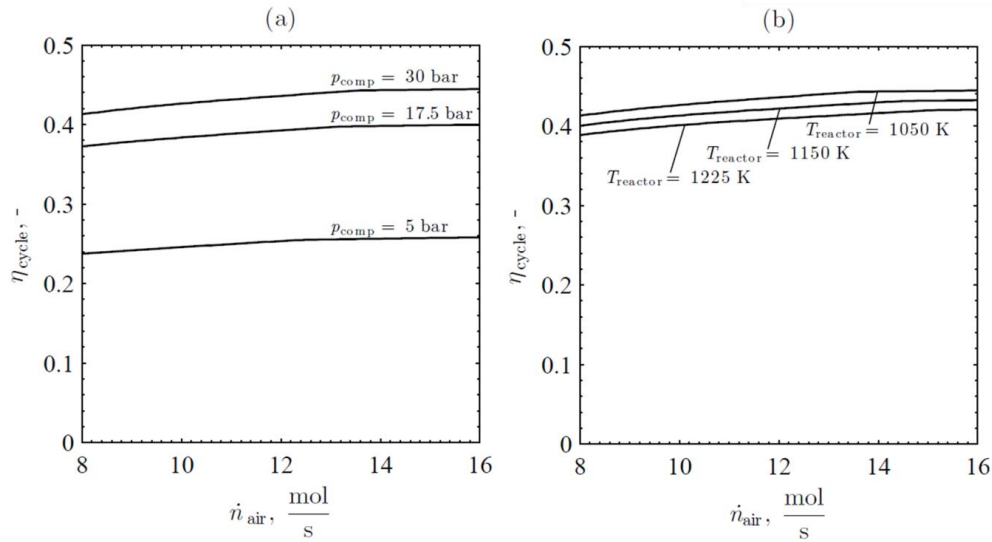 (a)
0.5
0.4
0.3
0.2
0.1
0
8
10
12
14
16
η_cycle, -
p_comp = 30 bar
p_comp = 17.5 bar
p_comp = 5 bar
ṅ_air, mol/s
(b)
0.5
0.4
0.3
0.2
0.1
0
8
10
12
14
16
η_cycle, -
T_reactor = 1050 K
T_reactor = 1150 K
T_reactor = 1225 K
ṅ_air, mol/s